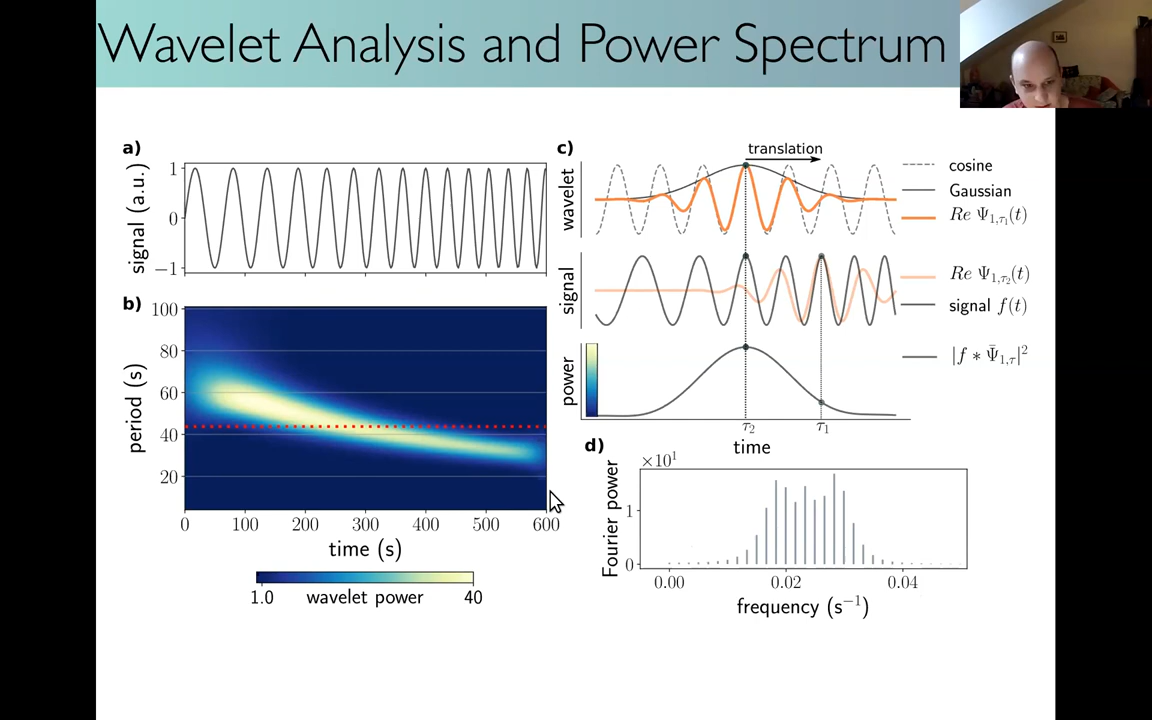 Wavelet Analysis and Power Spectrum
a)
1
0
−1
signal (a.u.)
b)
100
80
60
40
20
period (s)
0 100 200 300 400 500 600
time (s)
1.0 wavelet power 40
c)
translation
wavelet
cosine
Gaussian
Re Ψ₁,τ₁(t)
signal
Re Ψ₁,τ₂(t)
signal f(t)
power
|f ∗ Ψ̄₁,τ|²
τ₂ τ₁
time
d)
×10¹
1
0
Fourier power
0.00 0.02 0.04
frequency (s⁻¹)